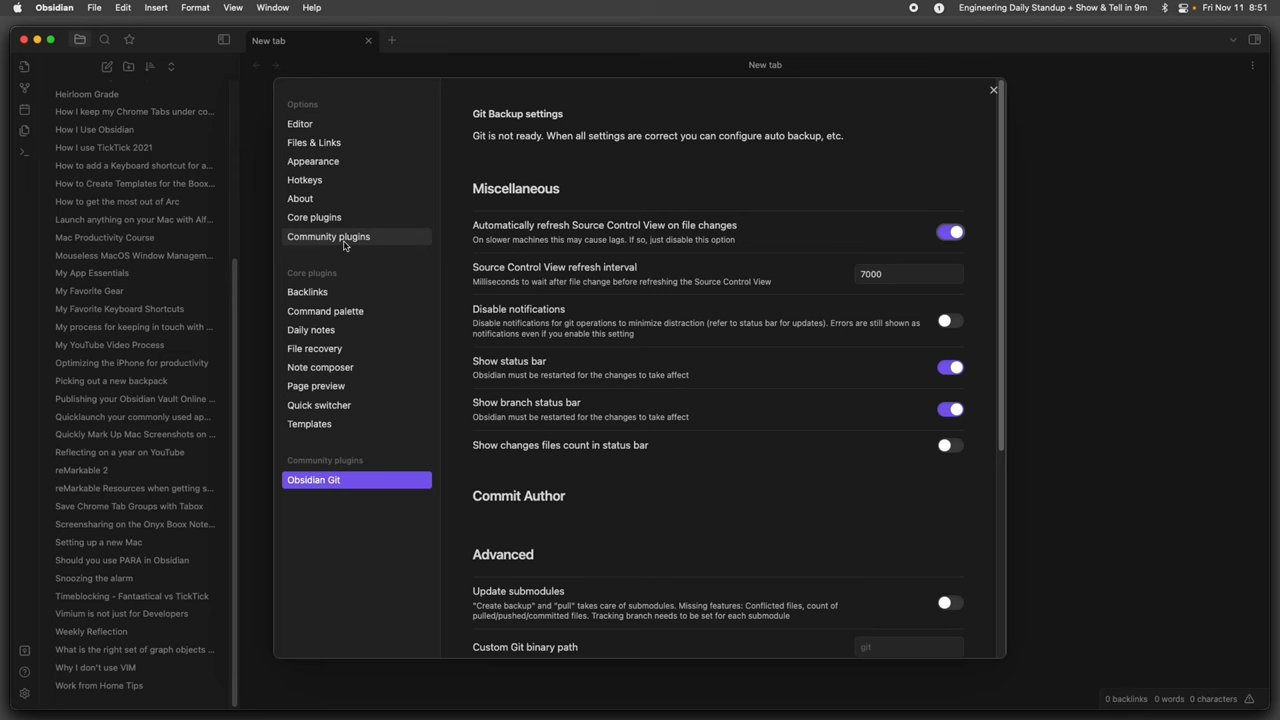 Obsidian File Edit Insert Format View Window Help
1 Engineering Daily Standup + Show & Tell in 9m Fri Nov 11 8:51
New tab
New tab
Heirloom Grade
How I keep my Chrome Tabs under co...
How I Use Obsidian
How I use TickTick 2021
How to add a Keyboard shortcut for a...
How to Create Templates for the Boox...
How to get the most out of Arc
Launch anything on your Mac with Alf...
Mac Productivity Course
Mouseless MacOS Window Managem...
My App Essentials
My Favorite Gear
My Favorite Keyboard Shortcuts
My process for keeping in touch with ...
My YouTube Video Process
Optimizing the iPhone for productivity
Picking out a new backpack
Publishing your Obsidian Vault Online ...
Quicklaunch your commonly used ap...
Quickly Mark Up Mac Screenshots on ...
Reflecting on a year on YouTube
reMarkable 2
reMarkable Resources when getting s...
Save Chrome Tab Groups with Tabox
Screensharing on the Onyx Boox Note...
Setting up a new Mac
Should you use PARA in Obsidian
Snoozing the alarm
Timeblocking - Fantastical vs TickTick
Vimium is not just for Developers
Weekly Reflection
What is the right set of graph objects ...
Why I don't use VIM
Work from Home Tips
Options
Editor
Files & Links
Appearance
Hotkeys
About
Core plugins
Community plugins
Core plugins
Backlinks
Command palette
Daily notes
File recovery
Note composer
Page preview
Quick switcher
Templates
Community plugins
Obsidian Git
Git Backup settings
Git is not ready. When all settings are correct you can configure auto backup, etc.
Miscellaneous
Automatically refresh Source Control View on file changes
On slower machines this may cause lags. If so, just disable this option
Source Control View refresh interval
Milliseconds to wait after file change before refreshing the Source Control View
7000
Disable notifications
Disable notifications for git operations to minimize distraction (refer to status bar for updates). Errors are still shown as
notifications even if you enable this setting
Show status bar
Obsidian must be restarted for the changes to take affect
Show branch status bar
Obsidian must be restarted for the changes to take affect
Show changes files count in status bar
Commit Author
Advanced
Update submodules
"Create backup" and "pull" takes care of submodules. Missing features: Conflicted files, count of
pulled/pushed/committed files. Tracking branch needs to be set for each submodule
Custom Git binary path
git
0 backlinks 0 words 0 characters